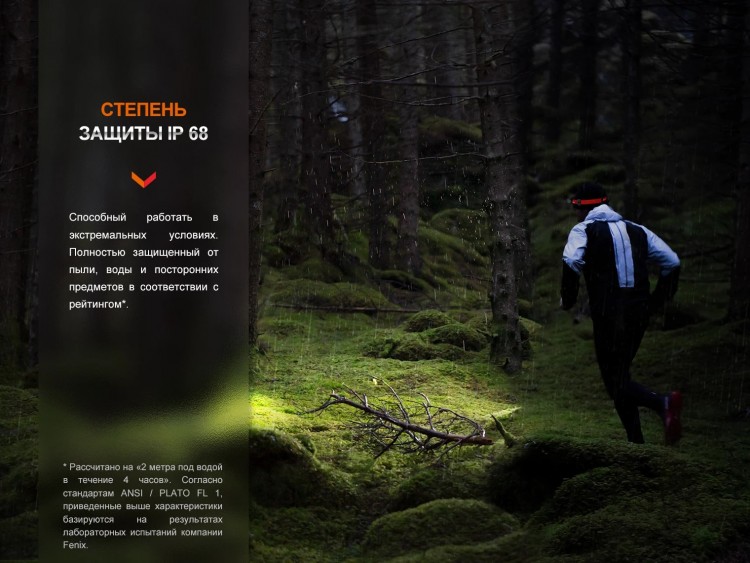 СТЕПЕНЬ
ЗАЩИТЫ IP 68
Способный работать в
экстремальных условиях.
Полностью защищенный от
пыли, воды и посторонних
предметов в соответствии с
рейтингом*.
* Рассчитано на «2 метра под водой
в течение 4 часов». Согласно
стандартам ANSI / PLATO FL 1,
приведенные выше характеристики
базируются на результатах
лабораторных испытаний компании
Fenix.